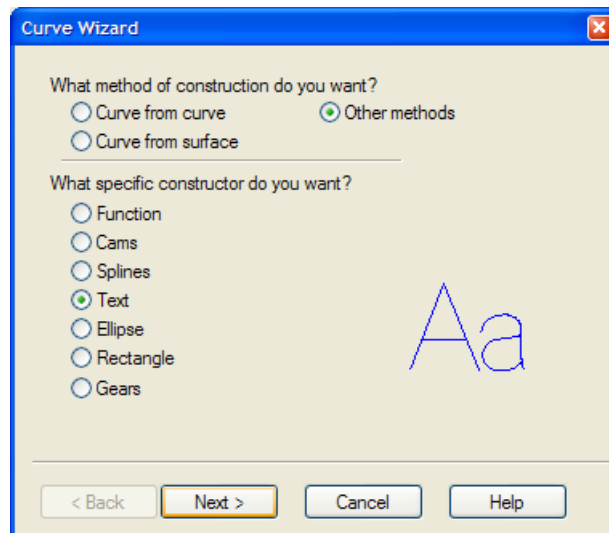 Curve Wizard
What method of construction do you want?
Curve from curve Other methods
Curve from surface
What specific constructor do you want?
Function
Cams
Splines
Text
Ellipse
Rectangle
Gears
Aa
< Back Next > Cancel Help